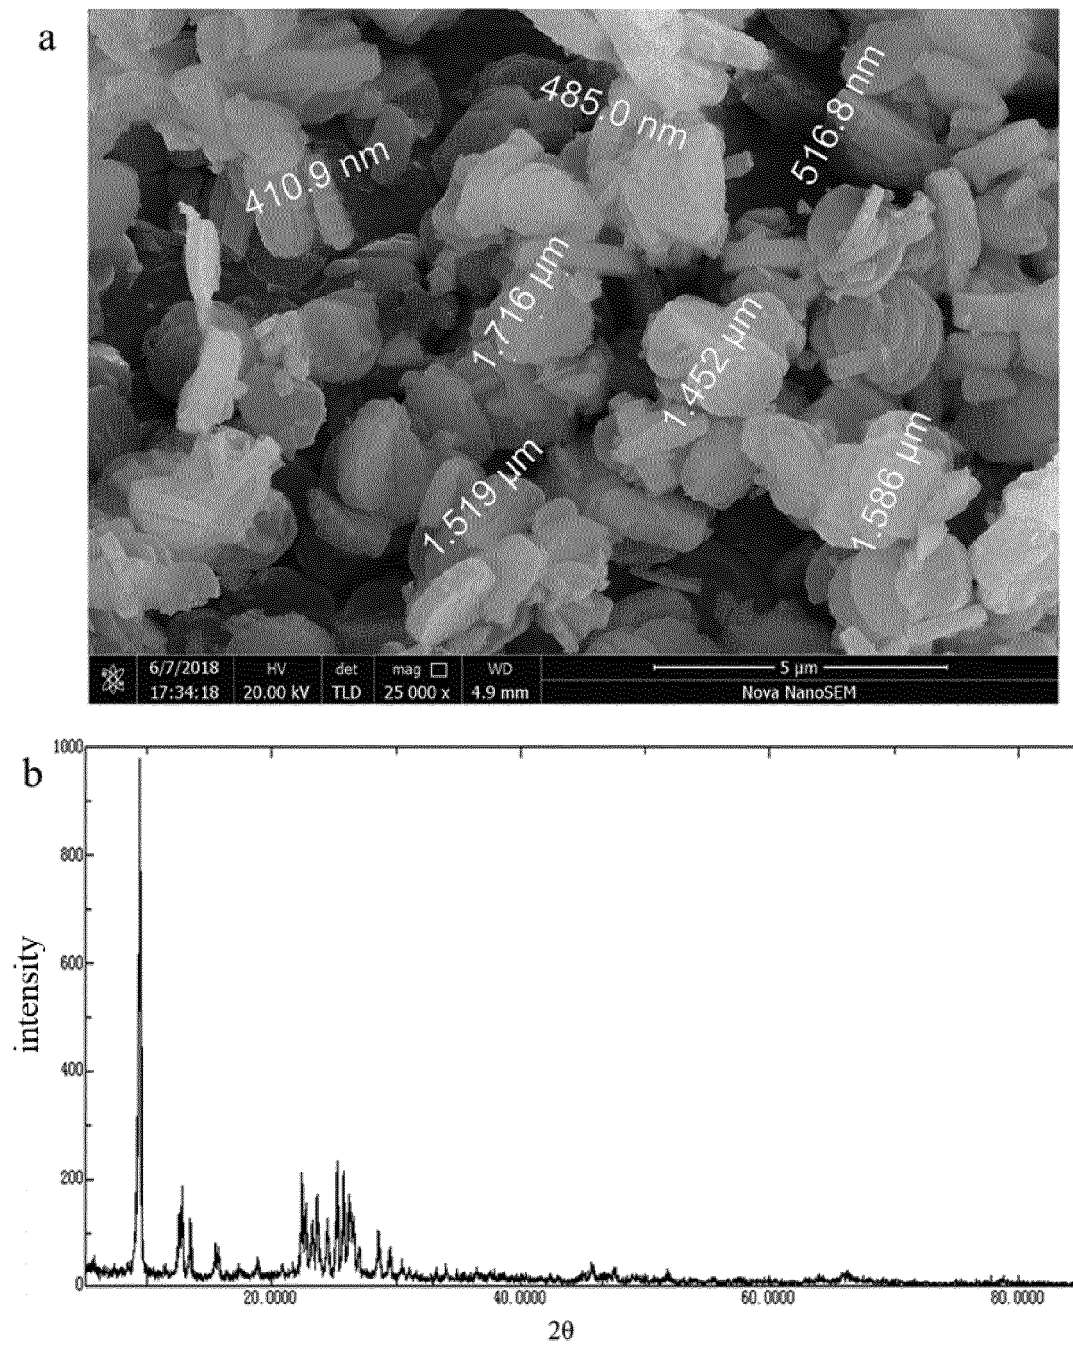 a
485.0 nm
516.8 nm
410.9 nm
1.716 μm
1.452 μm
1.586 μm
1.519 μm
6/7/2018 HV det mag □ WD 5 μm
17:34:18 20.00 kV TLD 25 000 x 4.9 mm Nova NanoSEM
b
1000
800
600
400
200
0
intensity
20.0000 40.0000 60.0000 80.0000
2θ